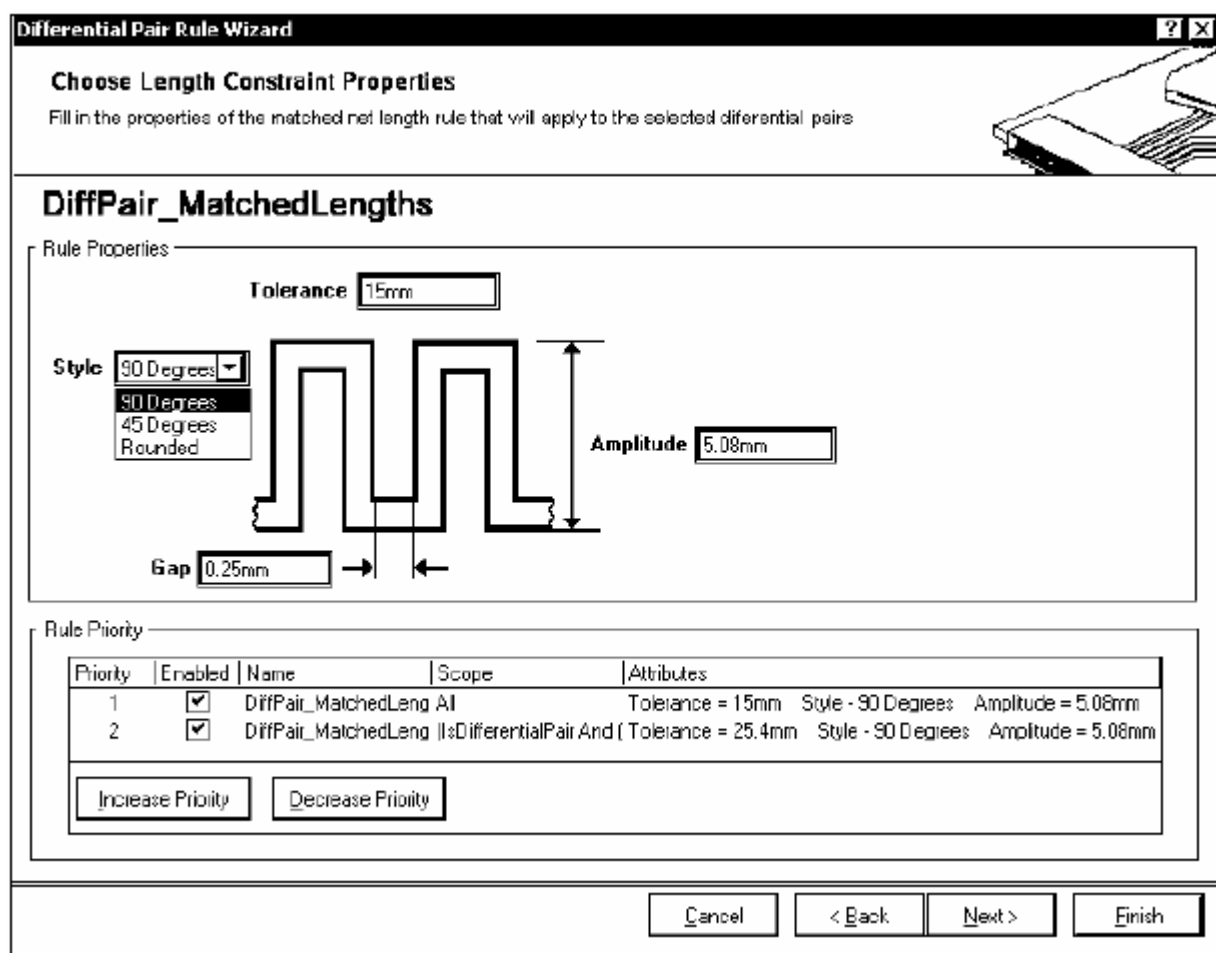 Differential Pair Rule Wizard
Choose Length Constraint Properties
Fill in the properties of the matched net length rule that will apply to the selected diferential pairs
DiffPair_MatchedLengths
Rule Properties
Tolerance 15mm
Style 90 Degrees
90 Degrees
45 Degrees
Rounded
Amplitude 5.08mm
Gap 0.25mm
Rule Priority
Priority Enabled Name Scope Attributes
1 DiffPair_MatchedLeng All Tolerance = 15mm Style - 90 Degrees Amplitude = 5.08mm
2 DiffPair_MatchedLeng (IsDifferentialPair And ( Tolerance = 25.4mm Style - 90 Degrees Amplitude = 5.08mm
Increase Priority Decrease Priority
Cancel < Back Next > Finish